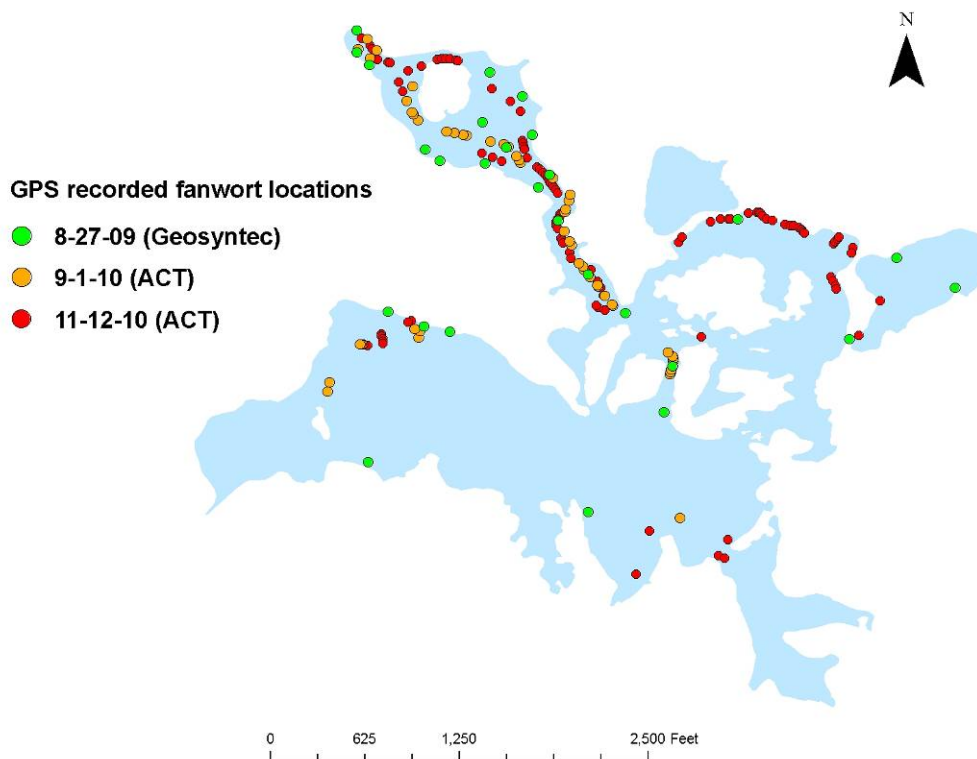 N
GPS recorded fanwort locations
8-27-09 (Geosyntec)
9-1-10 (ACT)
11-12-10 (ACT)
0 625 1,250 2,500 Feet